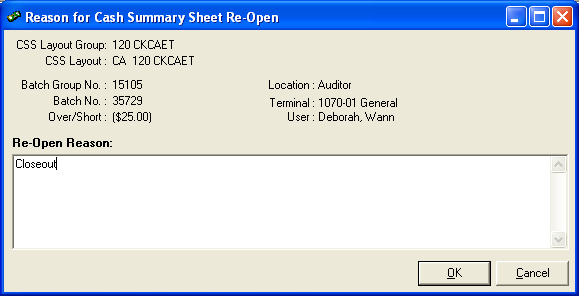 Reason for Cash Summary Sheet Re-Open
CSS Layout Group: 120 CKCAET
CSS Layout : CA 120 CKCAET
Batch Group No. : 15105 Location : Auditor
Batch No. : 35729 Terminal : 1070-01 General
Over/Short : ($25.00) User : Deborah, Wann
Re-Open Reason:
Closeout
OK Cancel